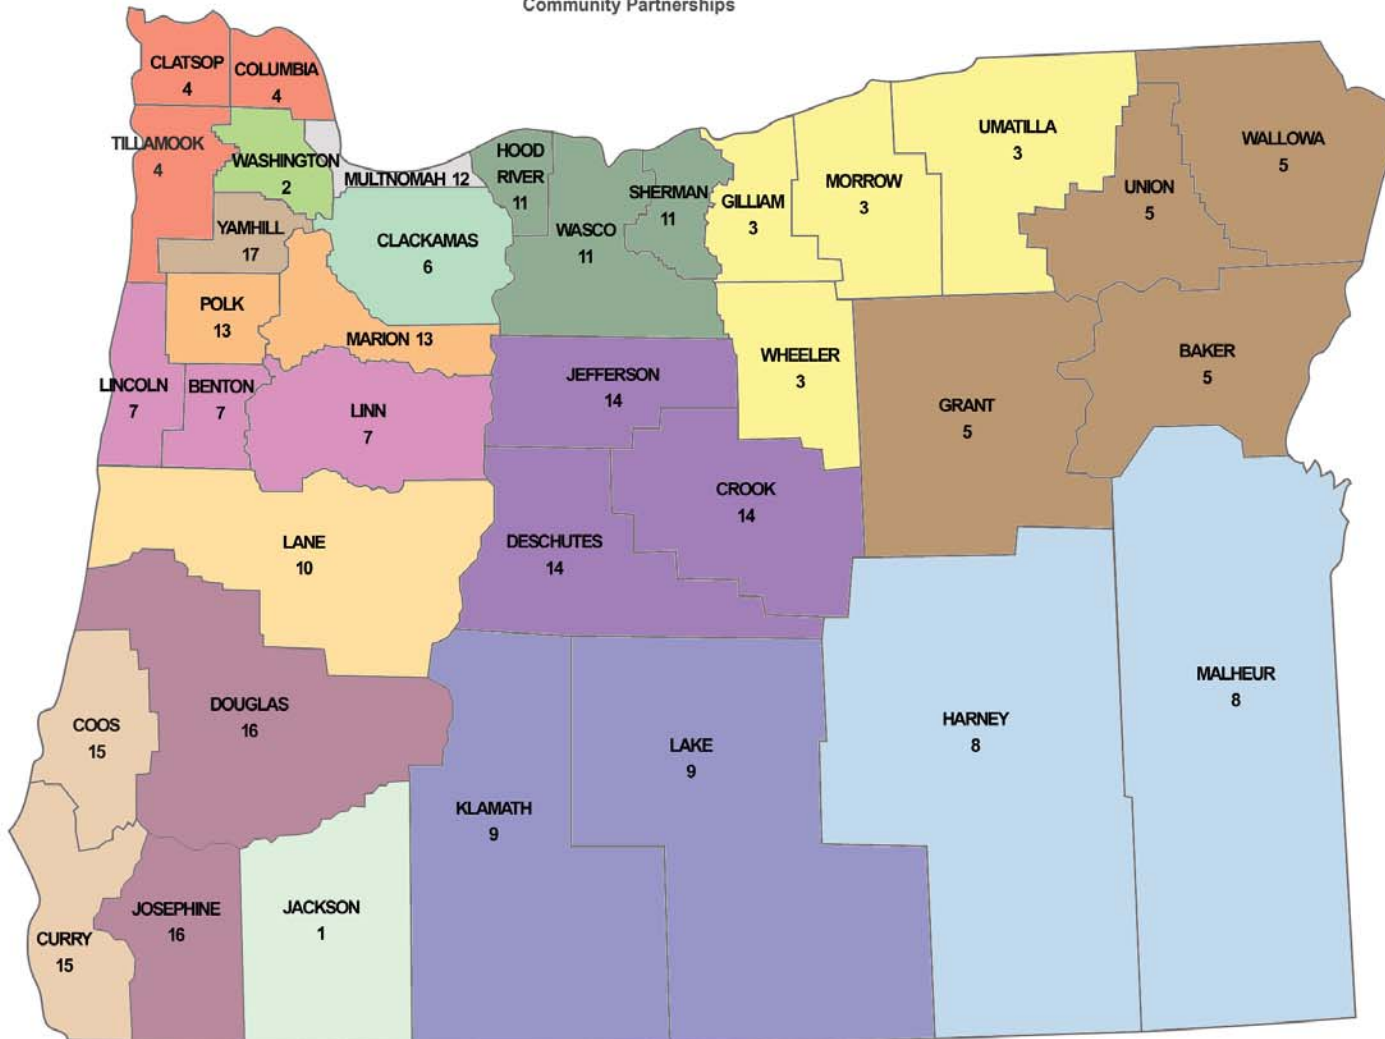 Community Partnerships
CLATSOP
4
COLUMBIA
4
TILLAMOOK
4
WASHINGTON
2
MULTNOMAH 12
HOOD
RIVER
11
WASCO
11
SHERMAN
11
GILLIAM
3
MORROW
3
UMATILLA
3
UNION
5
WALLOWA
5
YAMHILL
17
CLACKAMAS
6
POLK
13
MARION 13
WHEELER
3
BAKER
5
LINCOLN
7
BENTON
7
LINN
7
JEFFERSON
14
GRANT
5
CROOK
14
LANE
10
DESCHUTES
14
COOS
15
DOUGLAS
16
LAKE
9
HARNEY
8
MALHEUR
8
KLAMATH
9
CURRY
15
JOSEPHINE
16
JACKSON
1